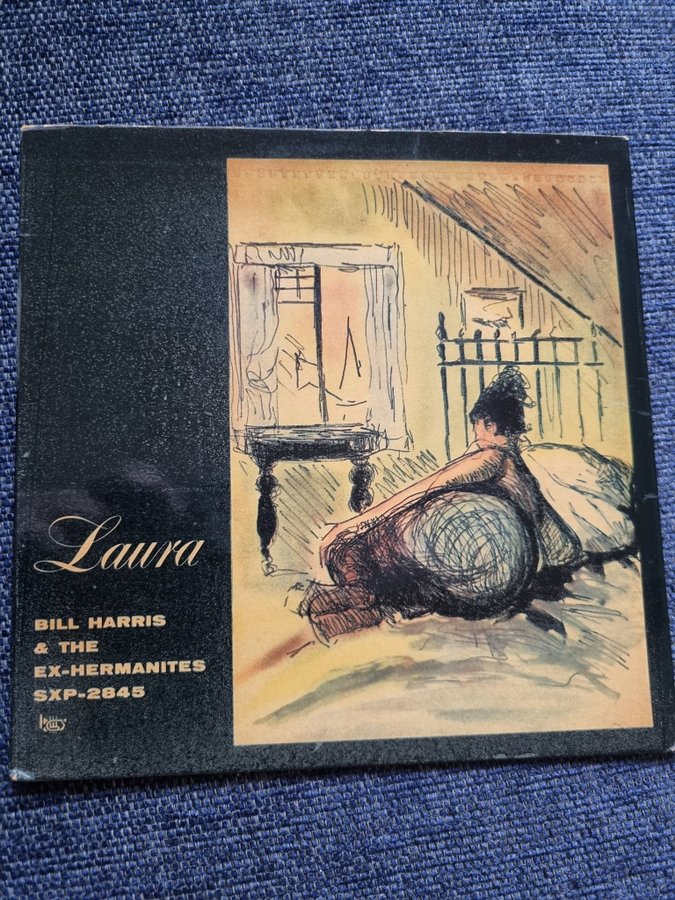 Laura
BILL HARRIS
& THE
EX-HERMANITES
SXP-2845